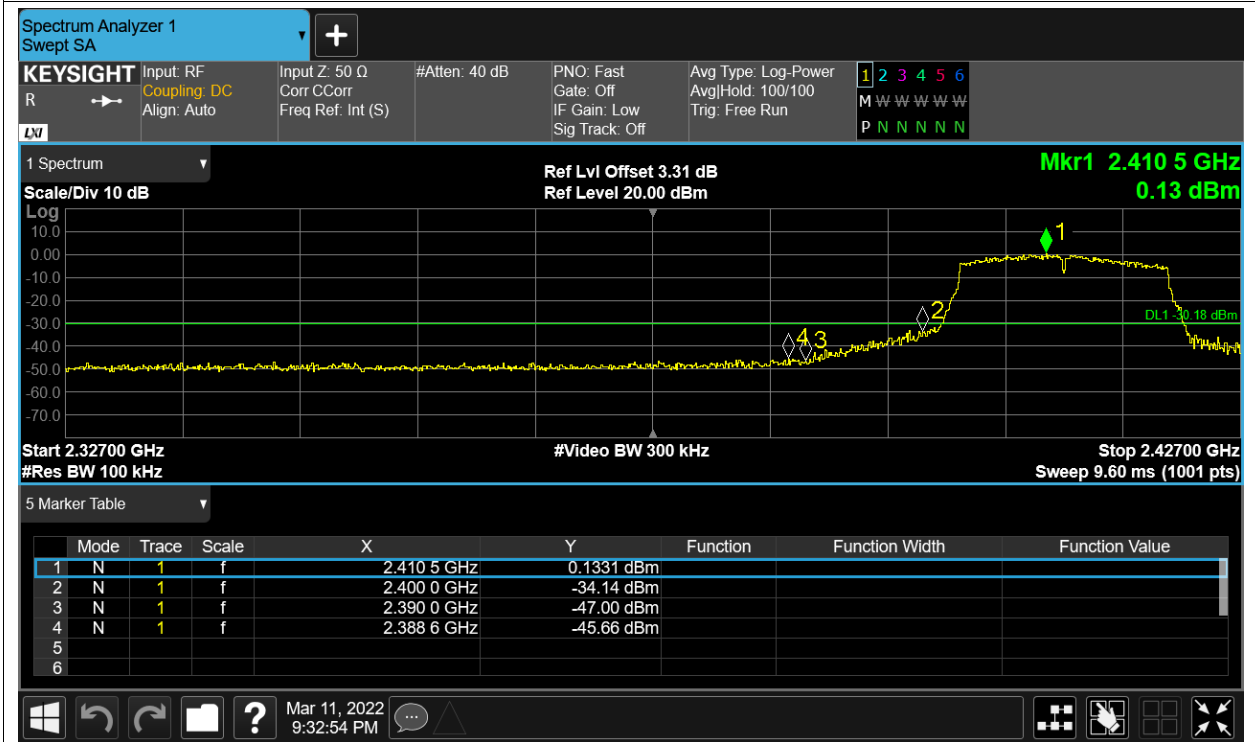 Spectrum Analyzer 1
Swept SA
+
KEYSIGHT
R
LXI
Input: RF
Coupling: DC
Align: Auto
Input Z: 50 Ω
Corr CCorr
Freq Ref: Int (S)
#Atten: 40 dB
PNO: Fast
Gate: Off
IF Gain: Low
Sig Track: Off
Avg Type: Log-Power
Avg|Hold: 100/100
Trig: Free Run
1 2 3 4 5 6
M W W W W W
P N N N N N
1 Spectrum
Scale/Div 10 dB
Ref Lvl Offset 3.31 dB
Ref Level 20.00 dBm
Mkr1 2.410 5 GHz
0.13 dBm
Log
10.0
0.00
-10.0
-20.0
-30.0
-40.0
-50.0
-60.0
-70.0
1
2
4 3
DL1 -30.18 dBm
Start 2.32700 GHz
#Video BW 300 kHz
Stop 2.42700 GHz
#Res BW 100 kHz
Sweep 9.60 ms (1001 pts)
5 Marker Table
Mode Trace Scale X Y Function Function Width Function Value
1 N 1 f 2.410 5 GHz 0.1331 dBm
2 N 1 f 2.400 0 GHz -34.14 dBm
3 N 1 f 2.390 0 GHz -47.00 dBm
4 N 1 f 2.388 6 GHz -45.66 dBm
5
6
?
Mar 11, 2022
9:32:54 PM